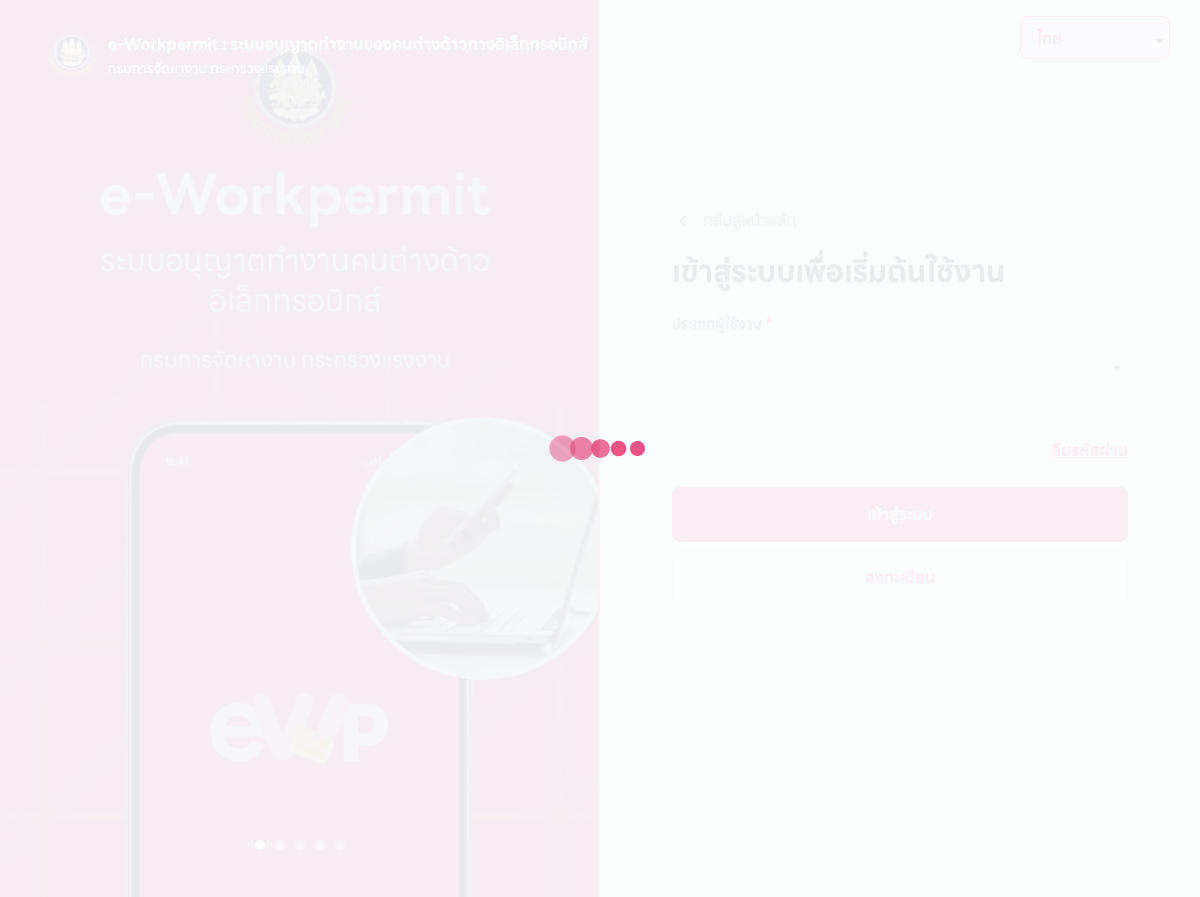 e-Workpermit : ระบบอนุญาตทำงานของคนต่างด้าวทางอิเล็กทรอนิกส์
กรมการจัดหางาน กระทรวงแรงงาน
ไทย
e-Workpermit
ระบบอนุญาตทำงานคนต่างด้าว
อิเล็กทรอนิกส์
กรมการจัดหางาน กระทรวงแรงงาน
9:41
eWP
กลับสู่หน้าหลัก
เข้าสู่ระบบเพื่อเริ่มต้นใช้งาน
ประเภทผู้ใช้งาน *
ลืมรหัสผ่าน
เข้าสู่ระบบ
ลงทะเบียน